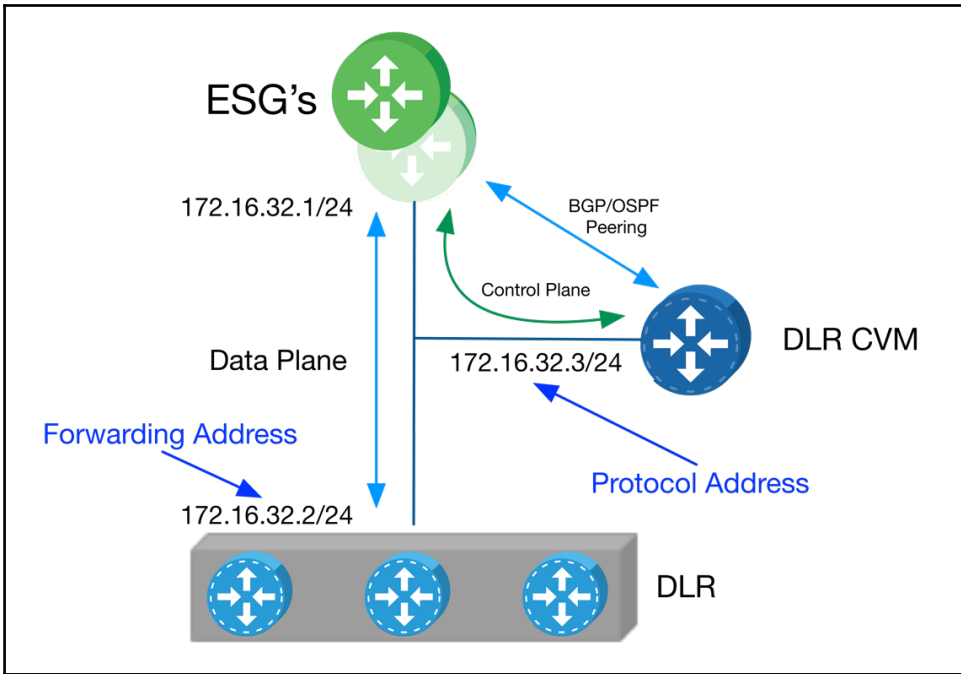 ESG's
172.16.32.1/24
BGP/OSPF
Peering
Control Plane
DLR CVM
Data Plane
172.16.32.3/24
Forwarding Address
Protocol Address
172.16.32.2/24
DLR